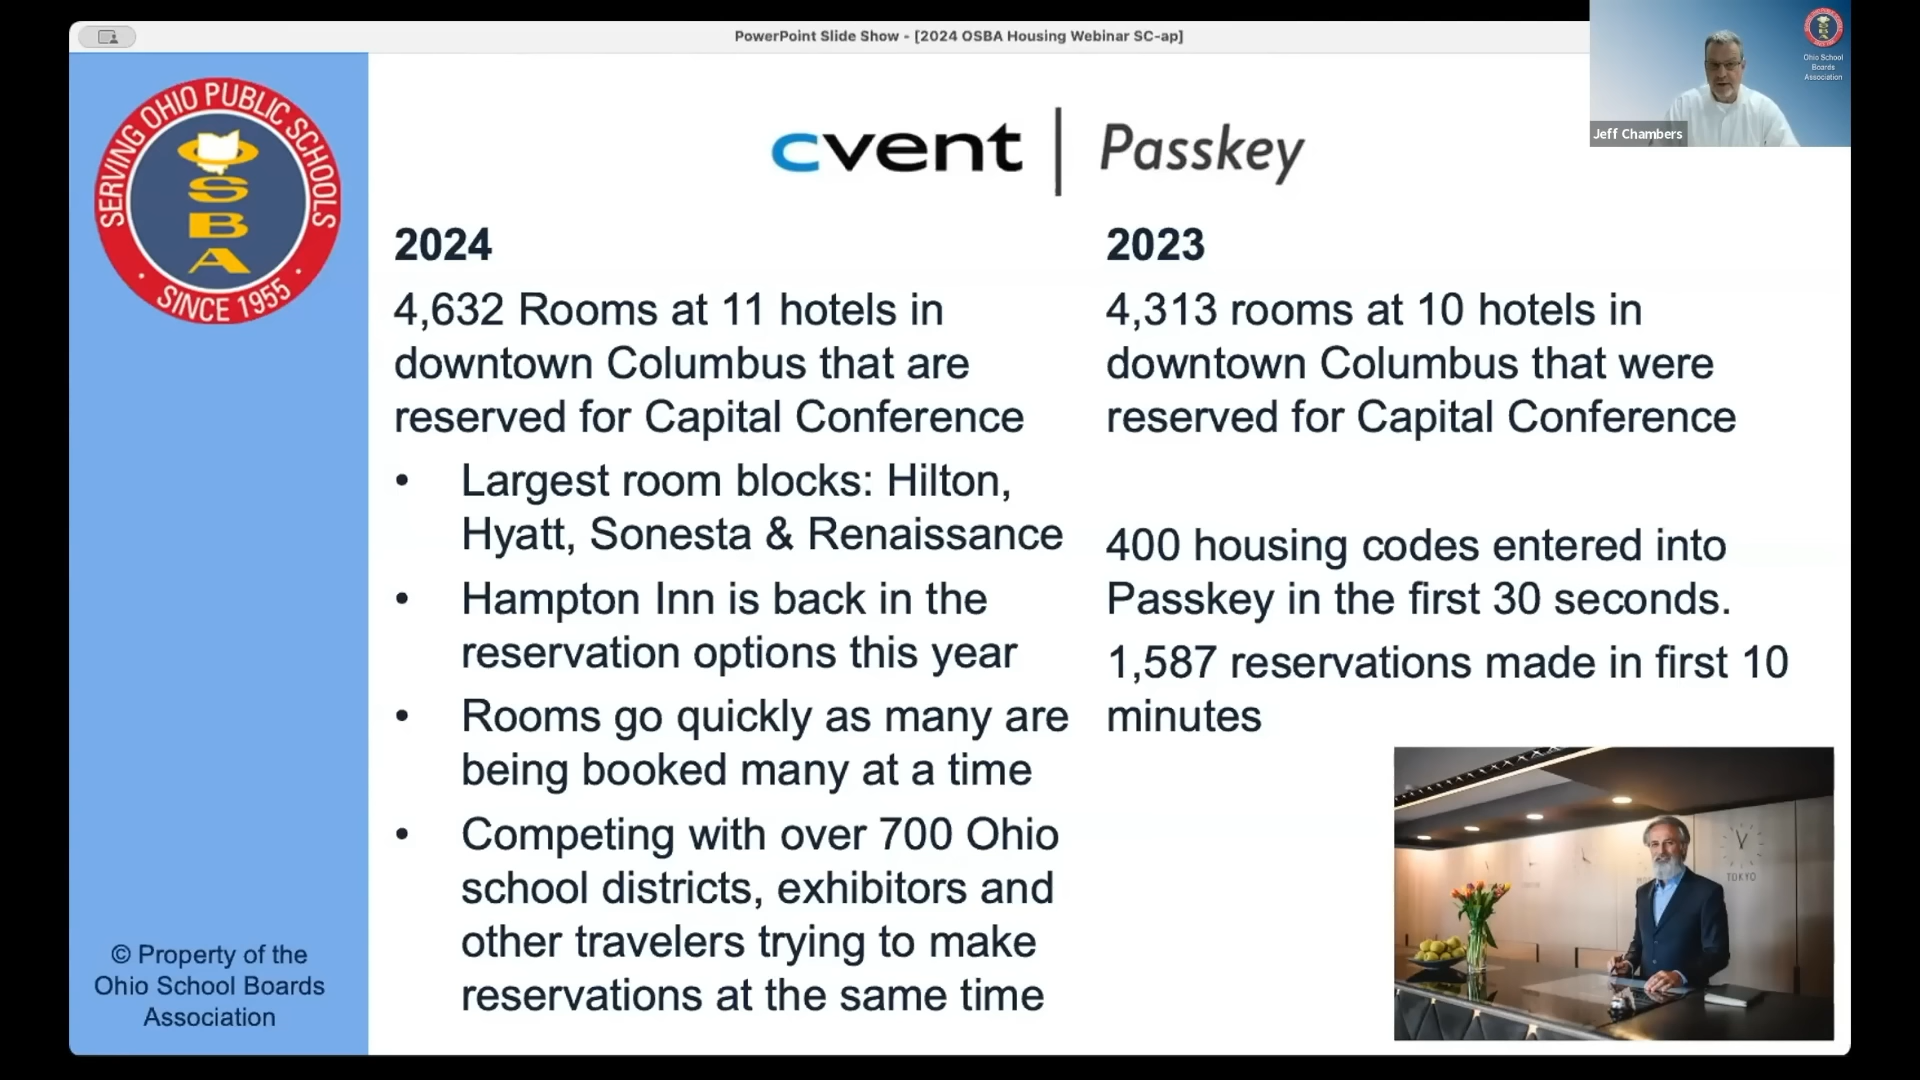 PowerPoint Slide Show - [2024 OSBA Housing Webinar SC-ap]
Ohio School
Boards
Association
Jeff Chambers
SERVING OHIO PUBLIC SCHOOLS
OSBA
SINCE 1955
cvent | Passkey
2024
4,632 Rooms at 11 hotels in
downtown Columbus that are
reserved for Capital Conference
• Largest room blocks: Hilton,
Hyatt, Sonesta & Renaissance
• Hampton Inn is back in the
reservation options this year
• Rooms go quickly as many are
being booked many at a time
• Competing with over 700 Ohio
school districts, exhibitors and
other travelers trying to make
reservations at the same time
2023
4,313 rooms at 10 hotels in
downtown Columbus that were
reserved for Capital Conference
400 housing codes entered into
Passkey in the first 30 seconds.
1,587 reservations made in first 10
minutes
TOKYO
© Property of the
Ohio School Boards
Association